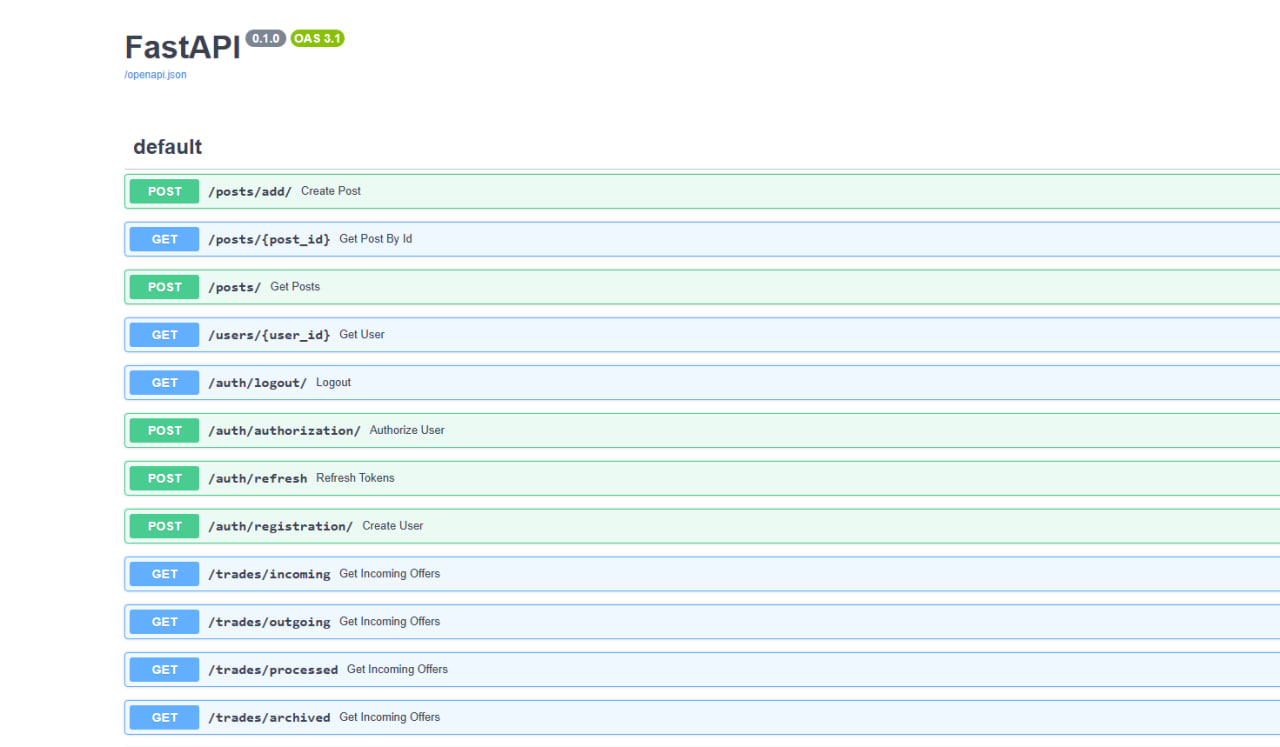 FastAPI 0.1.0 OAS 3.1
/openapi.json
default
POST /posts/add/ Create Post
GET /posts/{post_id} Get Post By Id
POST /posts/ Get Posts
GET /users/{user_id} Get User
GET /auth/logout/ Logout
POST /auth/authorization/ Authorize User
POST /auth/refresh Refresh Tokens
POST /auth/registration/ Create User
GET /trades/incoming Get Incoming Offers
GET /trades/outgoing Get Incoming Offers
GET /trades/processed Get Incoming Offers
GET /trades/archived Get Incoming Offers